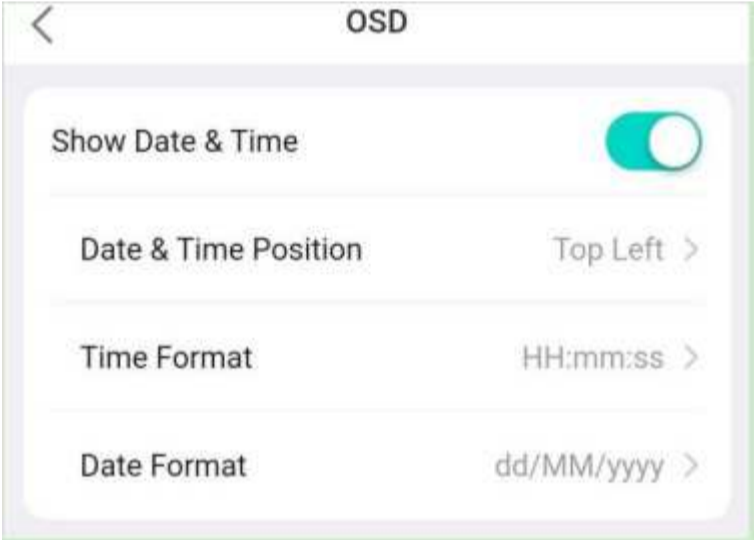 OSD
Show Date & Time
Date & Time Position Top Left
Time Format HH:mm:ss
Date Format dd/MM/yyyy